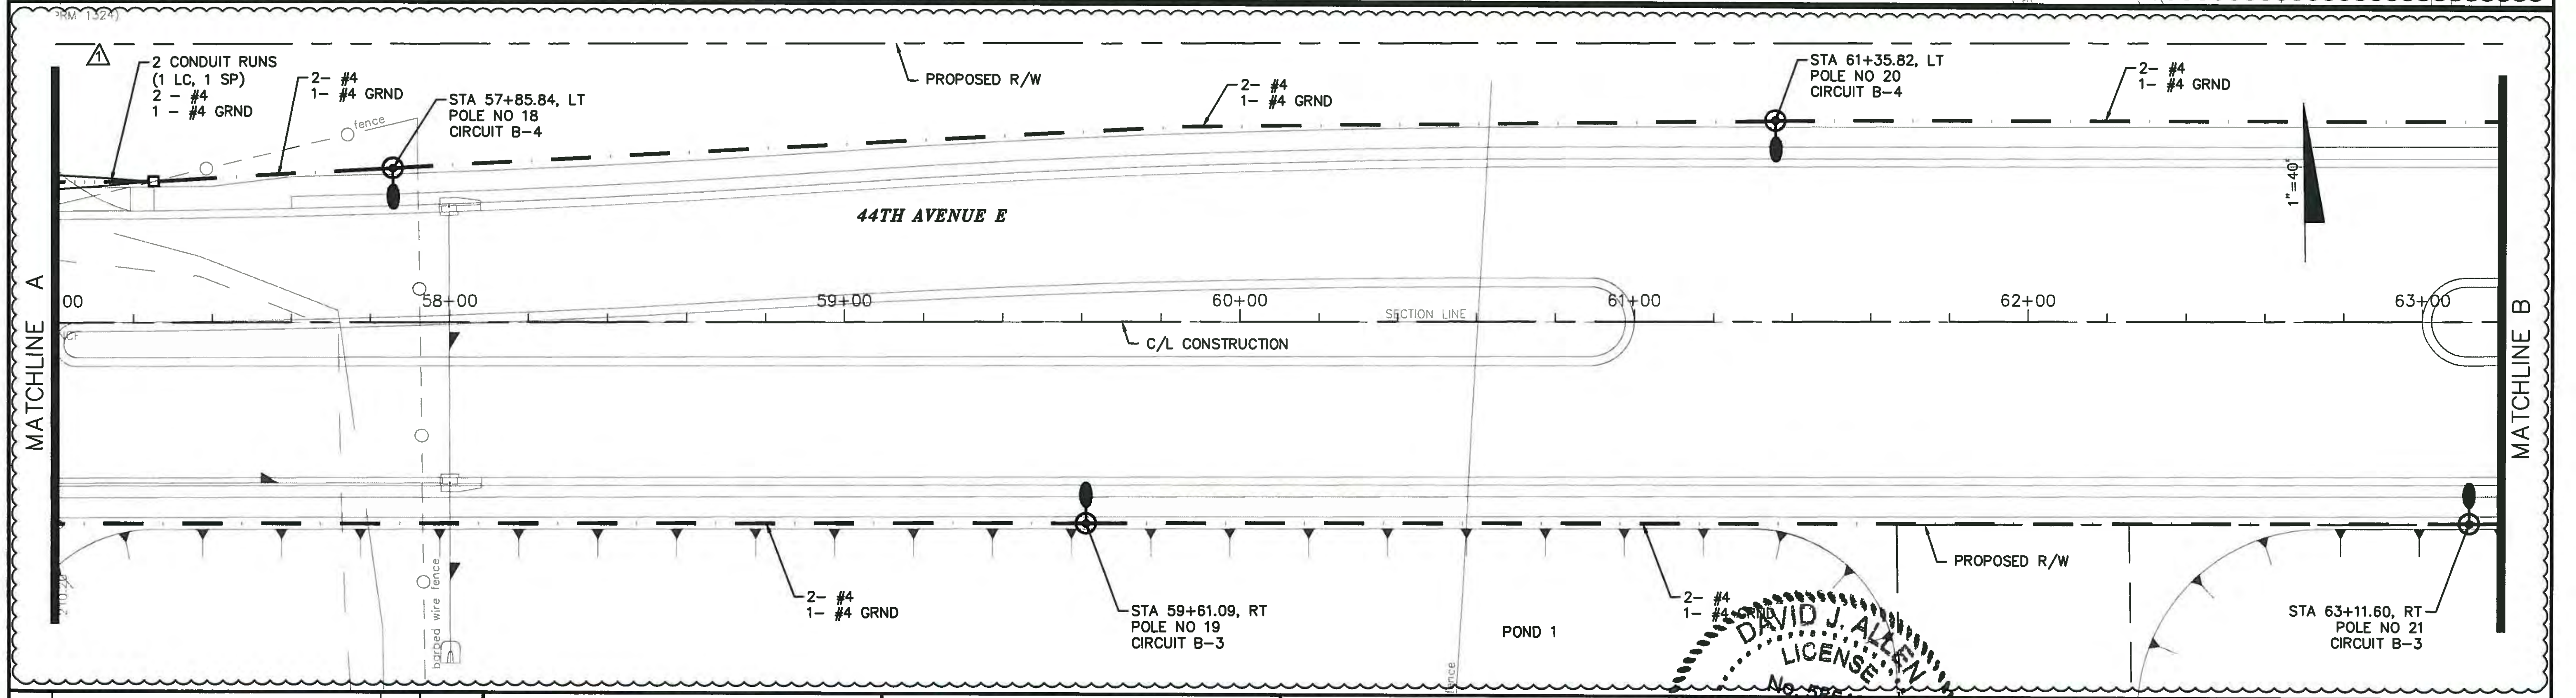 PRM 1324)
1
2 CONDUIT RUNS
(1 LC, 1 SP)
2 - #4
1 - #4 GRND
2- #4
1- #4 GRND
STA 57+85.84, LT
POLE NO 18
CIRCUIT B-4
fence
PROPOSED R/W
2- #4
1- #4 GRND
STA 61+35.82, LT
POLE NO 20
CIRCUIT B-4
2- #4
1- #4 GRND
1"=40'
44TH AVENUE E
MATCHLINE A
00
58+00
59+00
60+00
61+00
62+00
63+00
SECTION LINE
C/L CONSTRUCTION
MATCHLINE B
barbed wire fence
2- #4
1- #4 GRND
STA 59+61.09, RT
POLE NO 19
CIRCUIT B-3
POND 1
fence
2- #4
1- #4 GRND
PROPOSED R/W
STA 63+11.60, RT
POLE NO 21
CIRCUIT B-3
DAVID J. ALLEN
LICENSE